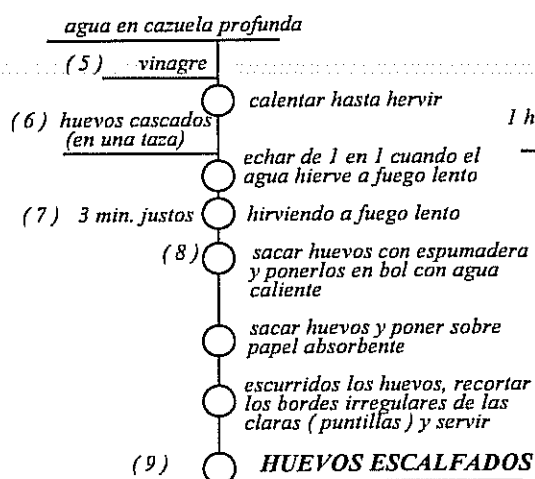 agua en cazuela profunda
(5) vinagre
calentar hasta hervir
(6) huevos cascados
(en una taza)
1 h
echar de 1 en 1 cuando el
agua hierve a fuego lento
(7) 3 min. justos
hirviendo a fuego lento
(8) sacar huevos con espumadera
y ponerlos en bol con agua
caliente
sacar huevos y poner sobre
papel absorbente
escurridos los huevos, recortar
los bordes irregulares de las
claras ( puntillas ) y servir
(9) HUEVOS ESCALFADOS